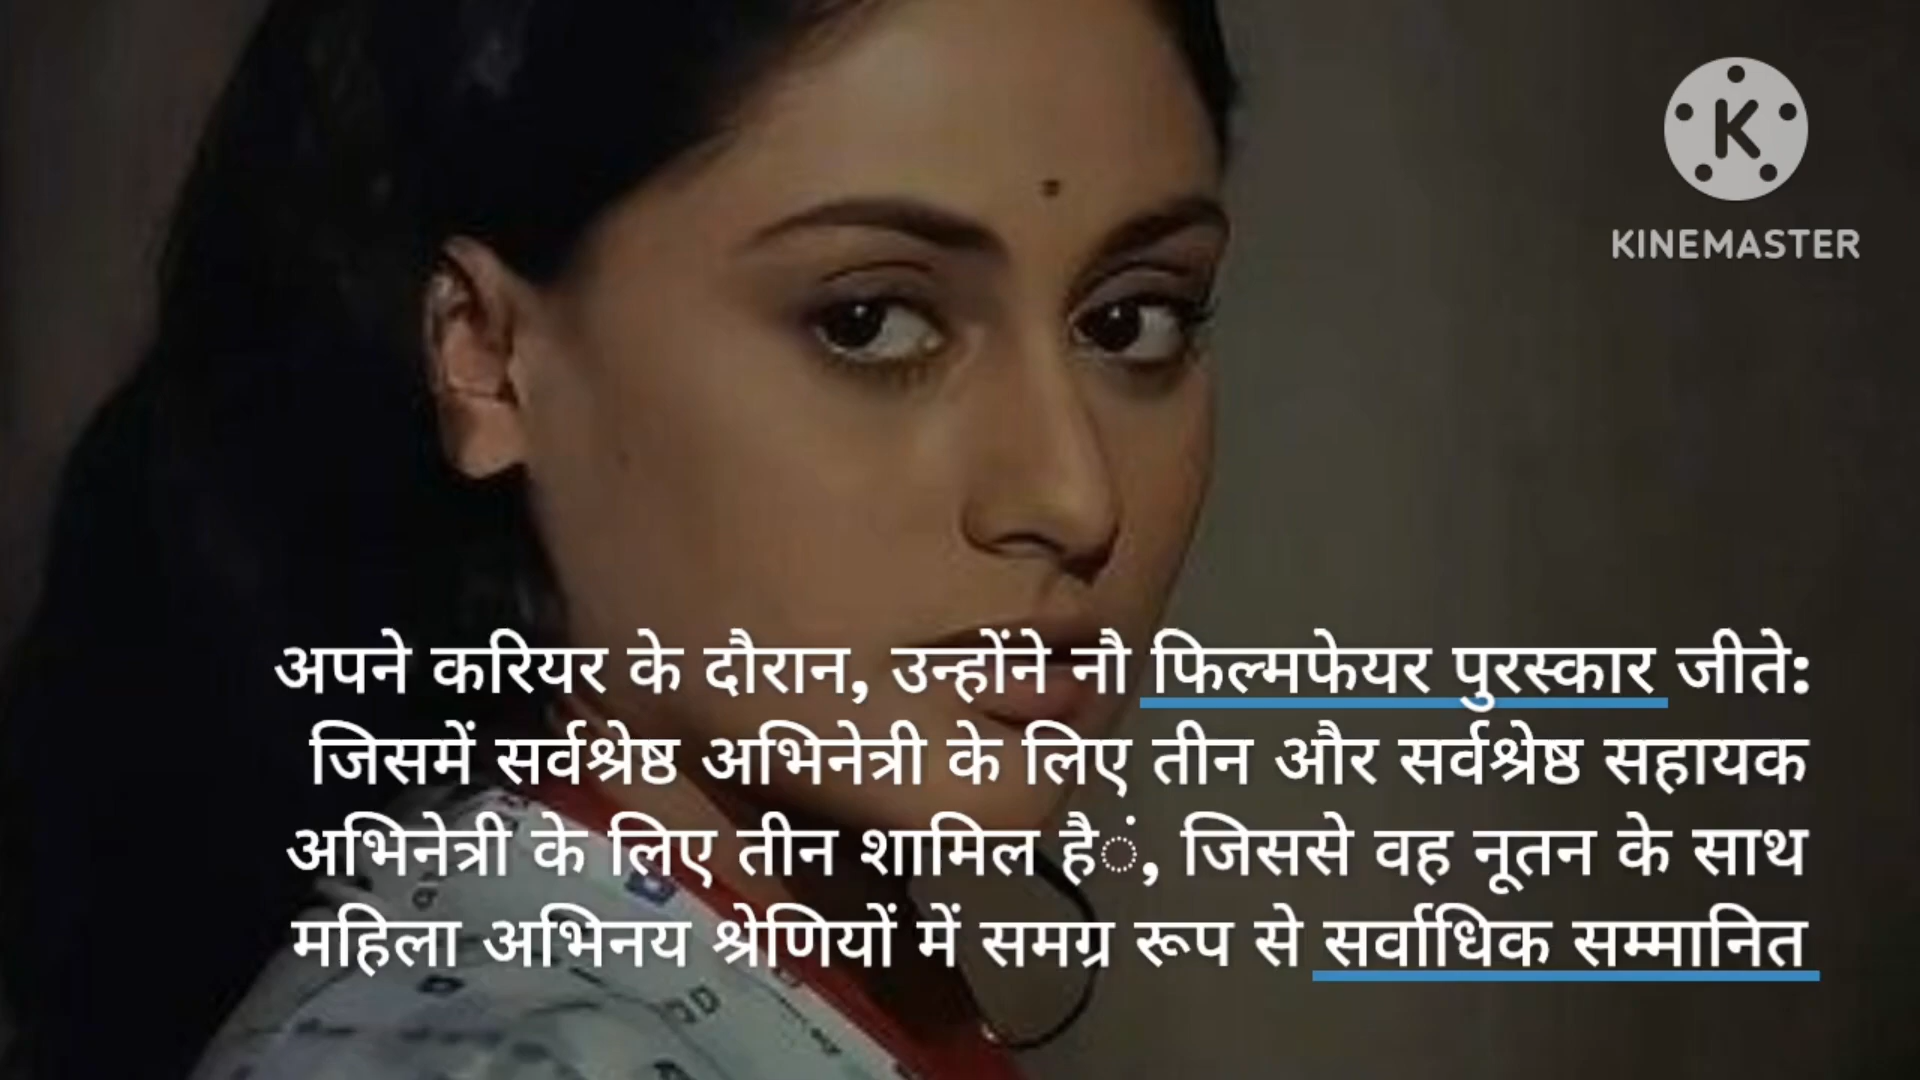 KINEMASTER
अपने करियर के दौरान, उन्होंने नौ फिल्मफेयर पुरस्कार जीते:
जिसमें सर्वश्रेष्ठ अभिनेत्री के लिए तीन और सर्वश्रेष्ठ सहायक
अभिनेत्री के लिए तीन शामिल हैं, जिससे वह नूतन के साथ
महिला अभिनय श्रेणियों में समग्र रूप से सर्वाधिक सम्मानित